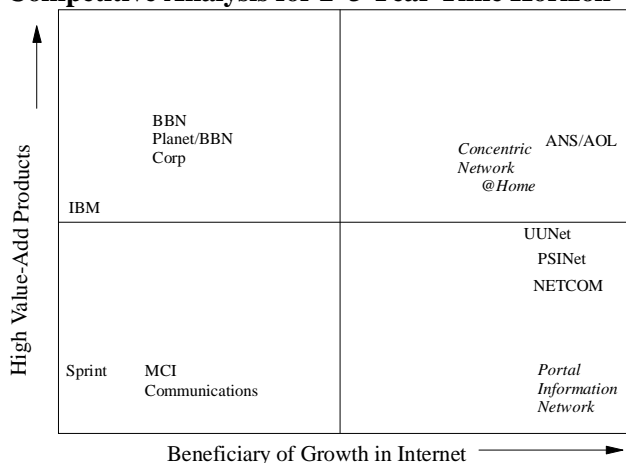 BBN
Planet/BBN
Corp
Concentric
Network
@Home
ANS/AOL
IBM
UUNet
PSINet
NETCOM
Sprint
MCI
Communications
Portal
Information
Network
High Value-Add Products
Beneficiary of Growth in Internet